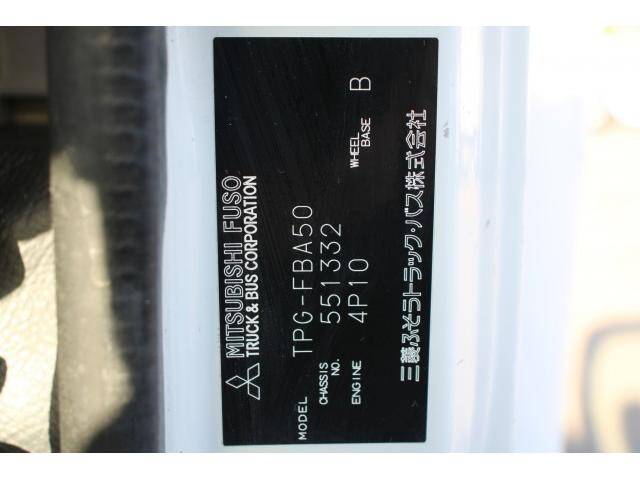 MITSUBISHI FUSO
TRUCK & BUS CORPORATION
MODEL TPG-FBA50
CHASSIS NO. 551332
ENGINE 4P10 WHEEL BASE B
三菱ふそうトラック・バス株式会社